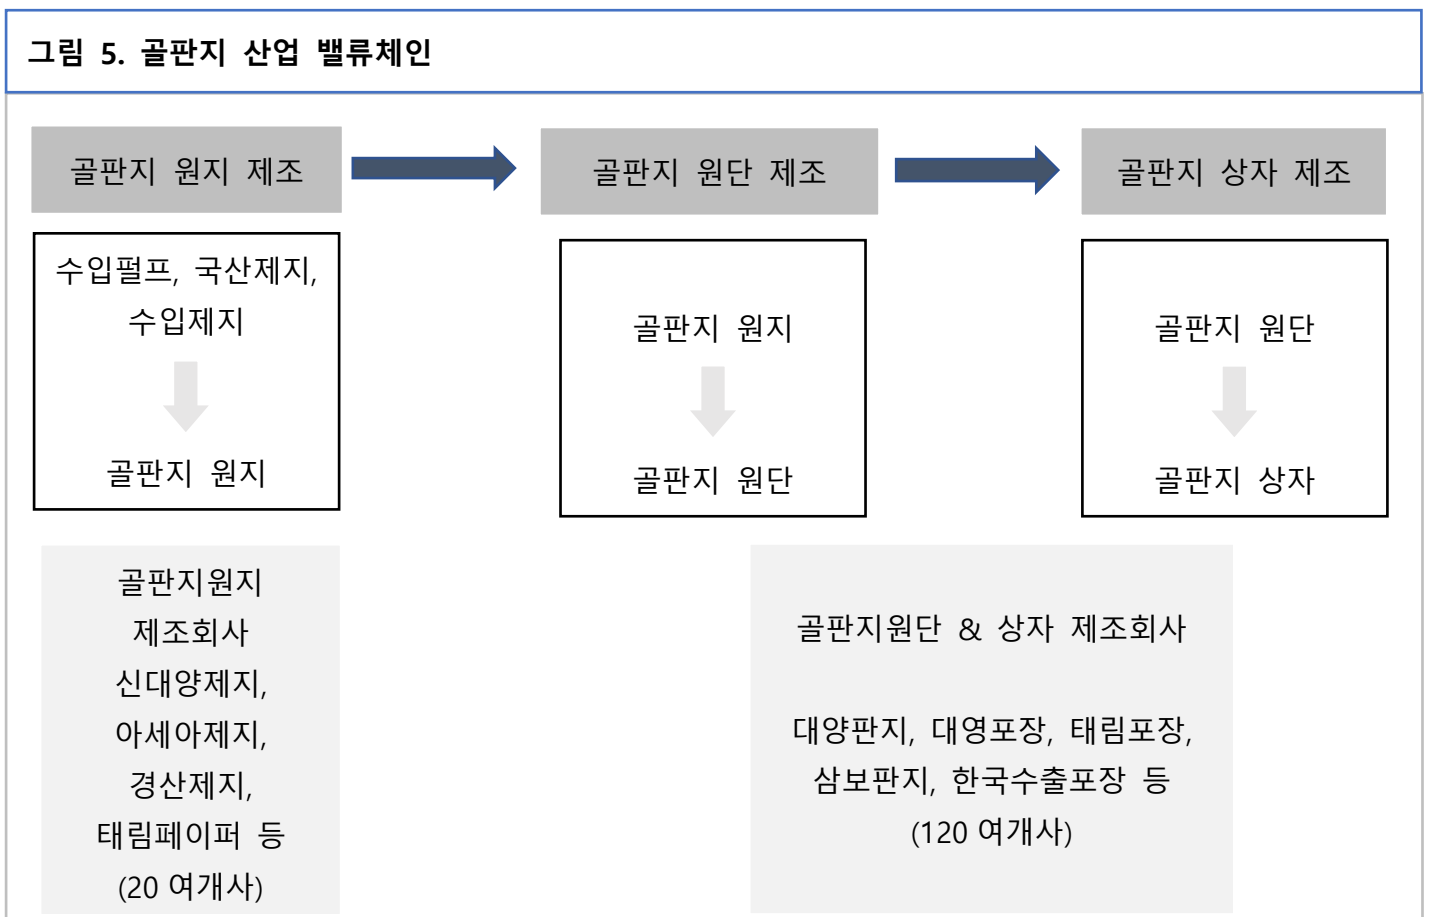 그림 5. 골판지 산업 밸류체인
골판지 원지 제조
골판지 원단 제조
골판지 상자 제조
수입펄프, 국산제지,
수입제지
골판지 원지
골판지 원지
골판지 원단
골판지 원단
골판지 상자
골판지원지
제조회사
신대양제지,
아세아제지,
경산제지,
태림페이퍼 등
(20 여개사)
골판지원단 & 상자 제조회사
대양판지, 대영포장, 태림포장,
삼보판지, 한국수출포장 등
(120 여개사)